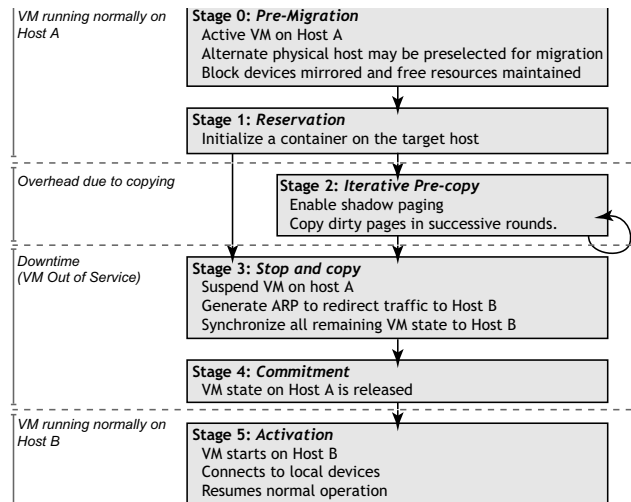 VM running normally on
Host A
Stage 0: Pre-Migration
Active VM on Host A
Alternate physical host may be preselected for migration
Block devices mirrored and free resources maintained
Stage 1: Reservation
Initialize a container on the target host
Overhead due to copying
Stage 2: Iterative Pre-copy
Enable shadow paging
Copy dirty pages in successive rounds.
Downtime
(VM Out of Service)
Stage 3: Stop and copy
Suspend VM on host A
Generate ARP to redirect traffic to Host B
Synchronize all remaining VM state to Host B
Stage 4: Commitment
VM state on Host A is released
VM running normally on
Host B
Stage 5: Activation
VM starts on Host B
Connects to local devices
Resumes normal operation